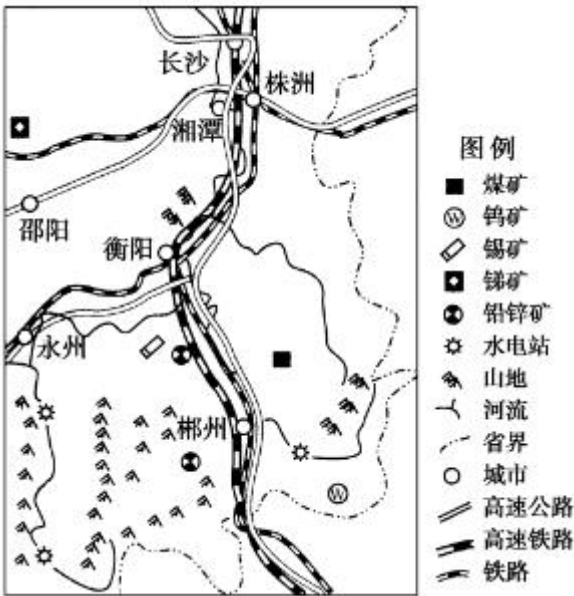 长沙
株洲
湘潭
邵阳
衡阳
永州
郴州
W
图例
煤矿
W 钨矿
锡矿
锑矿
铅锌矿
水电站
山地
河流
省界
城市
高速公路
高速铁路
铁路